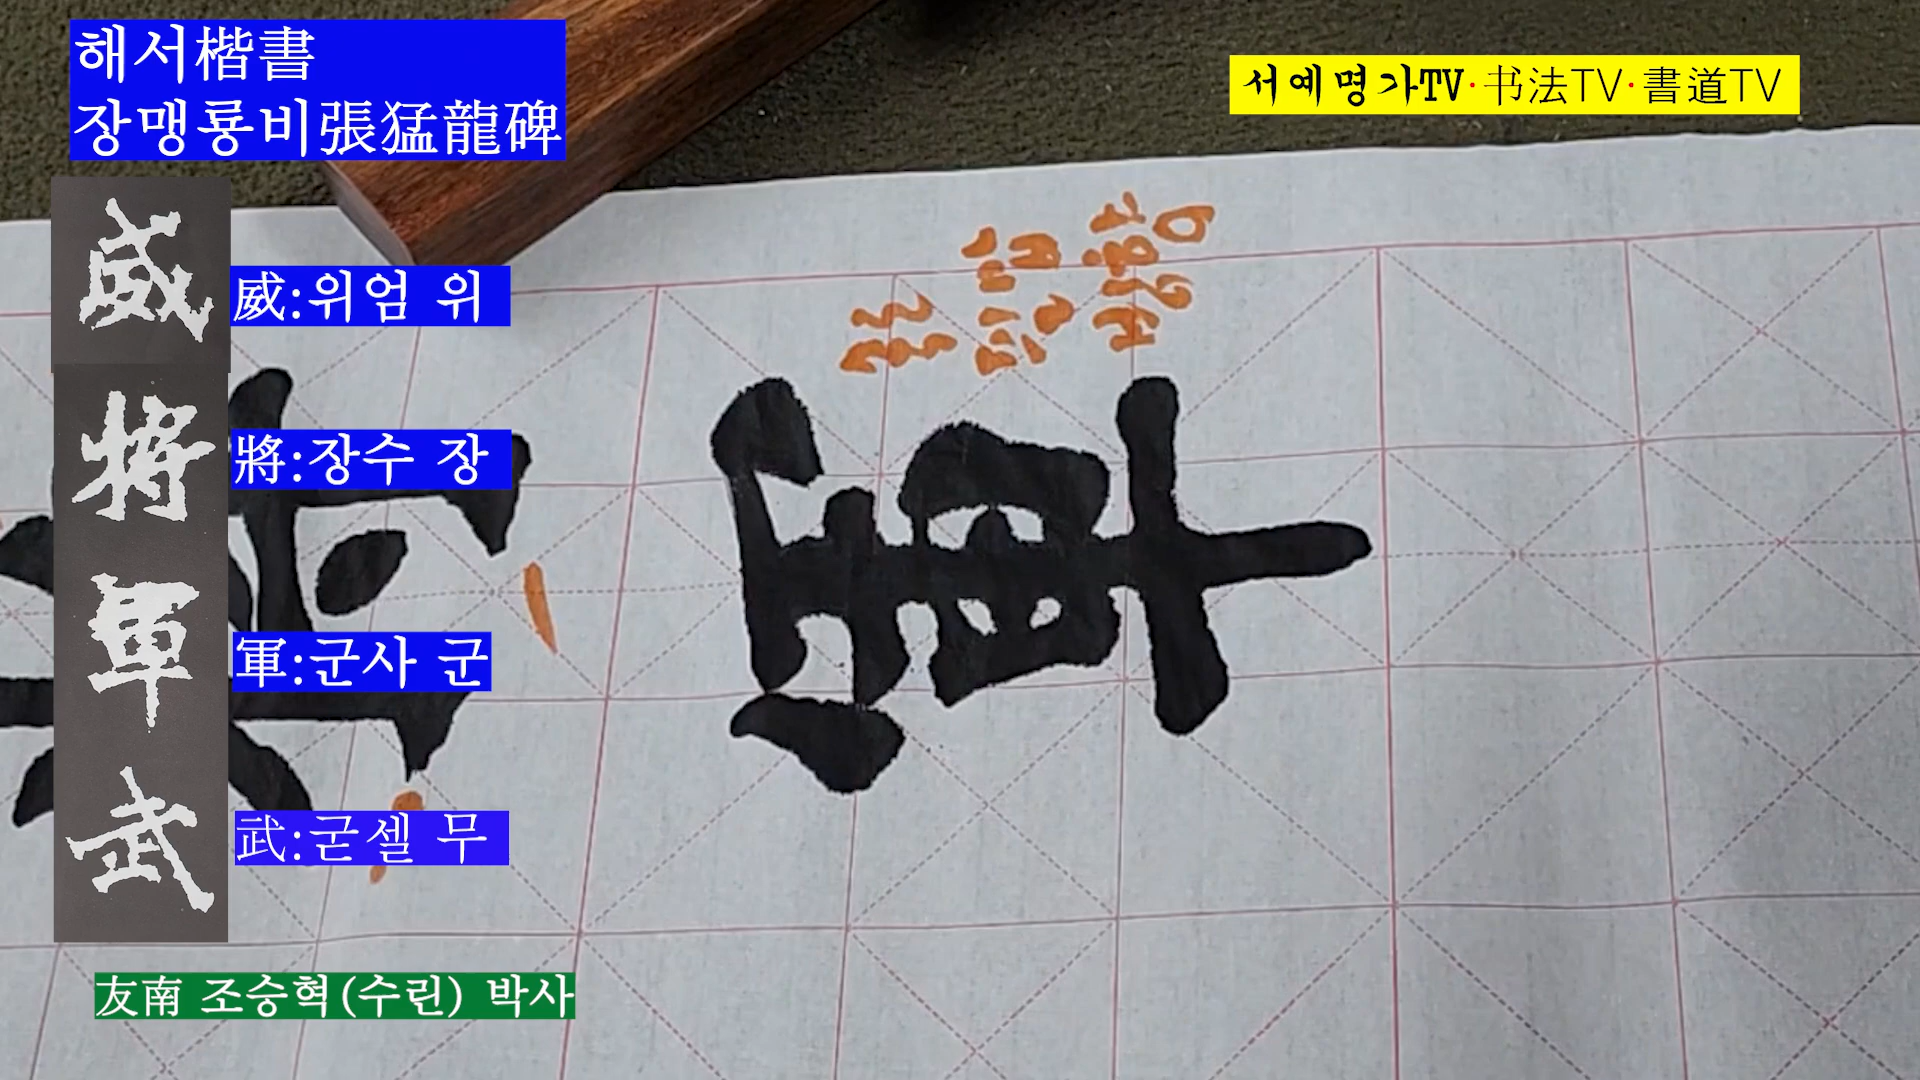 해서楷書
장맹룡비張猛龍碑
서예명가TV·书法TV·書道TV
威
將
軍
武
威:위엄 위
將:장수 장
軍:군사 군
武:굳셀 무
軍
友南 조승혁(수린) 박사